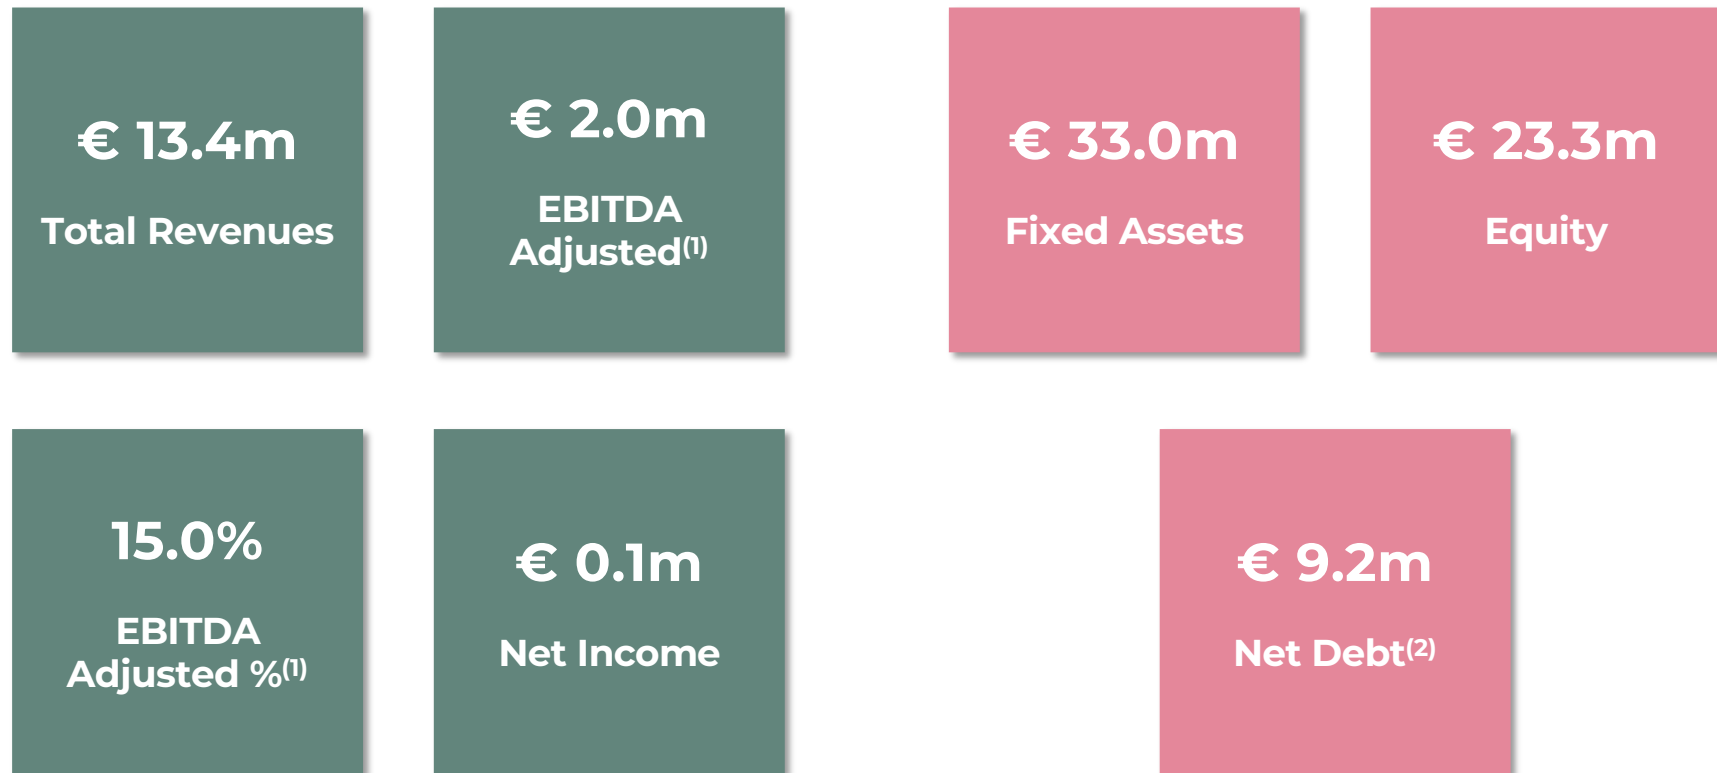 € 13.4m
Total Revenues
€ 2.0m
EBITDA
Adjusted(1)
€ 33.0m
Fixed Assets
€ 23.3m
Equity
15.0%
EBITDA
Adjusted %(1)
€ 0.1m
Net Income
€ 9.2m
Net Debt(2)